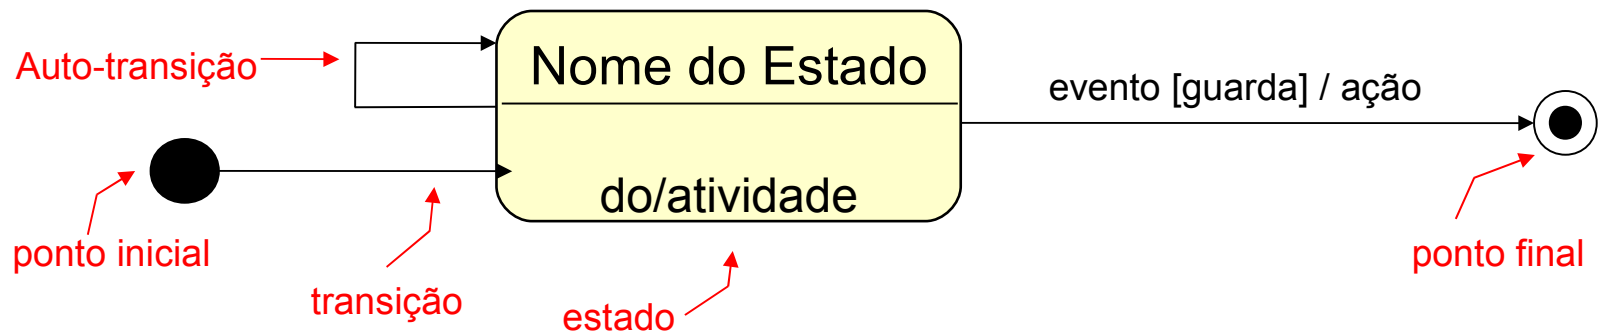 Nome do Estado
Auto-transição
evento [guarda] / ação
do/atividade
ponto inicial
ponto final
transição
estado